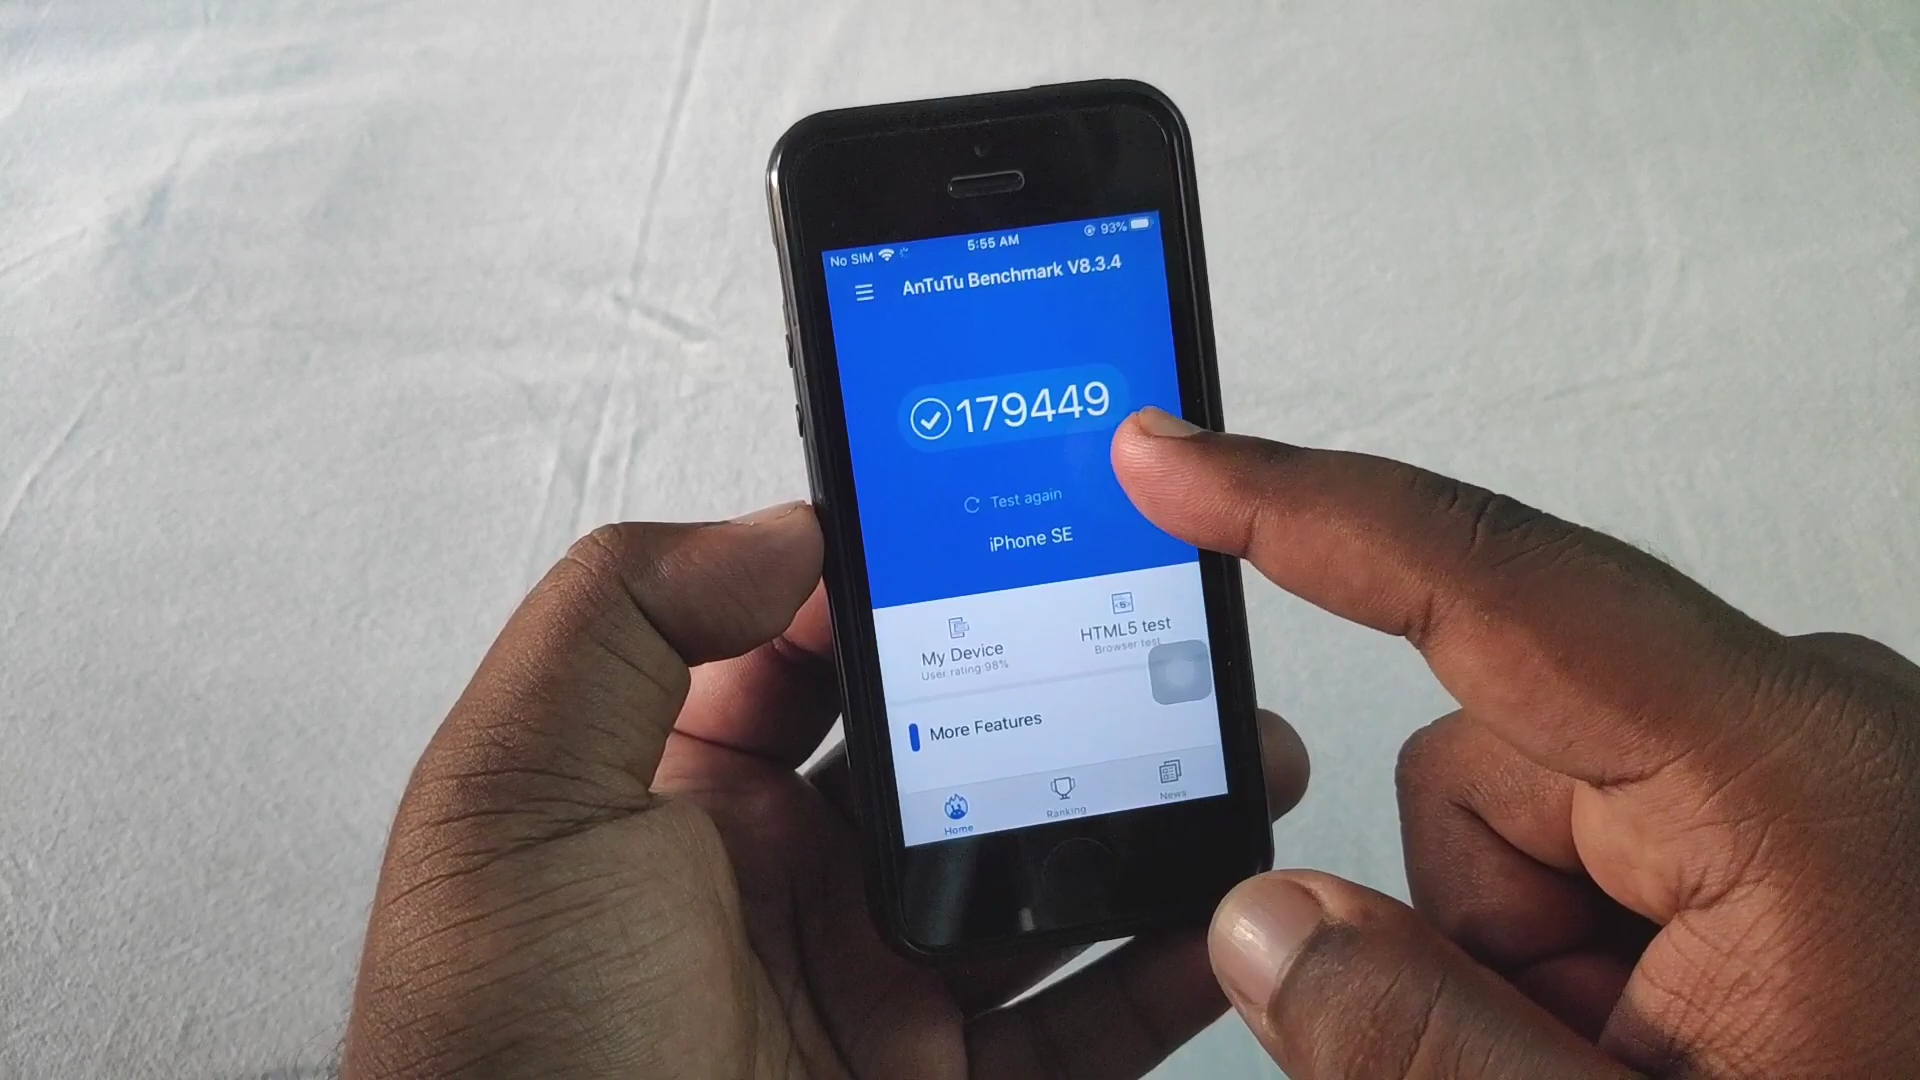 No SIM 5:55 AM 93%
AnTuTu Benchmark V8.3.4
179449
Test again
iPhone SE
My Device
User rating:98%
HTML5 test
Browser test
More Features
Home
Ranking
News